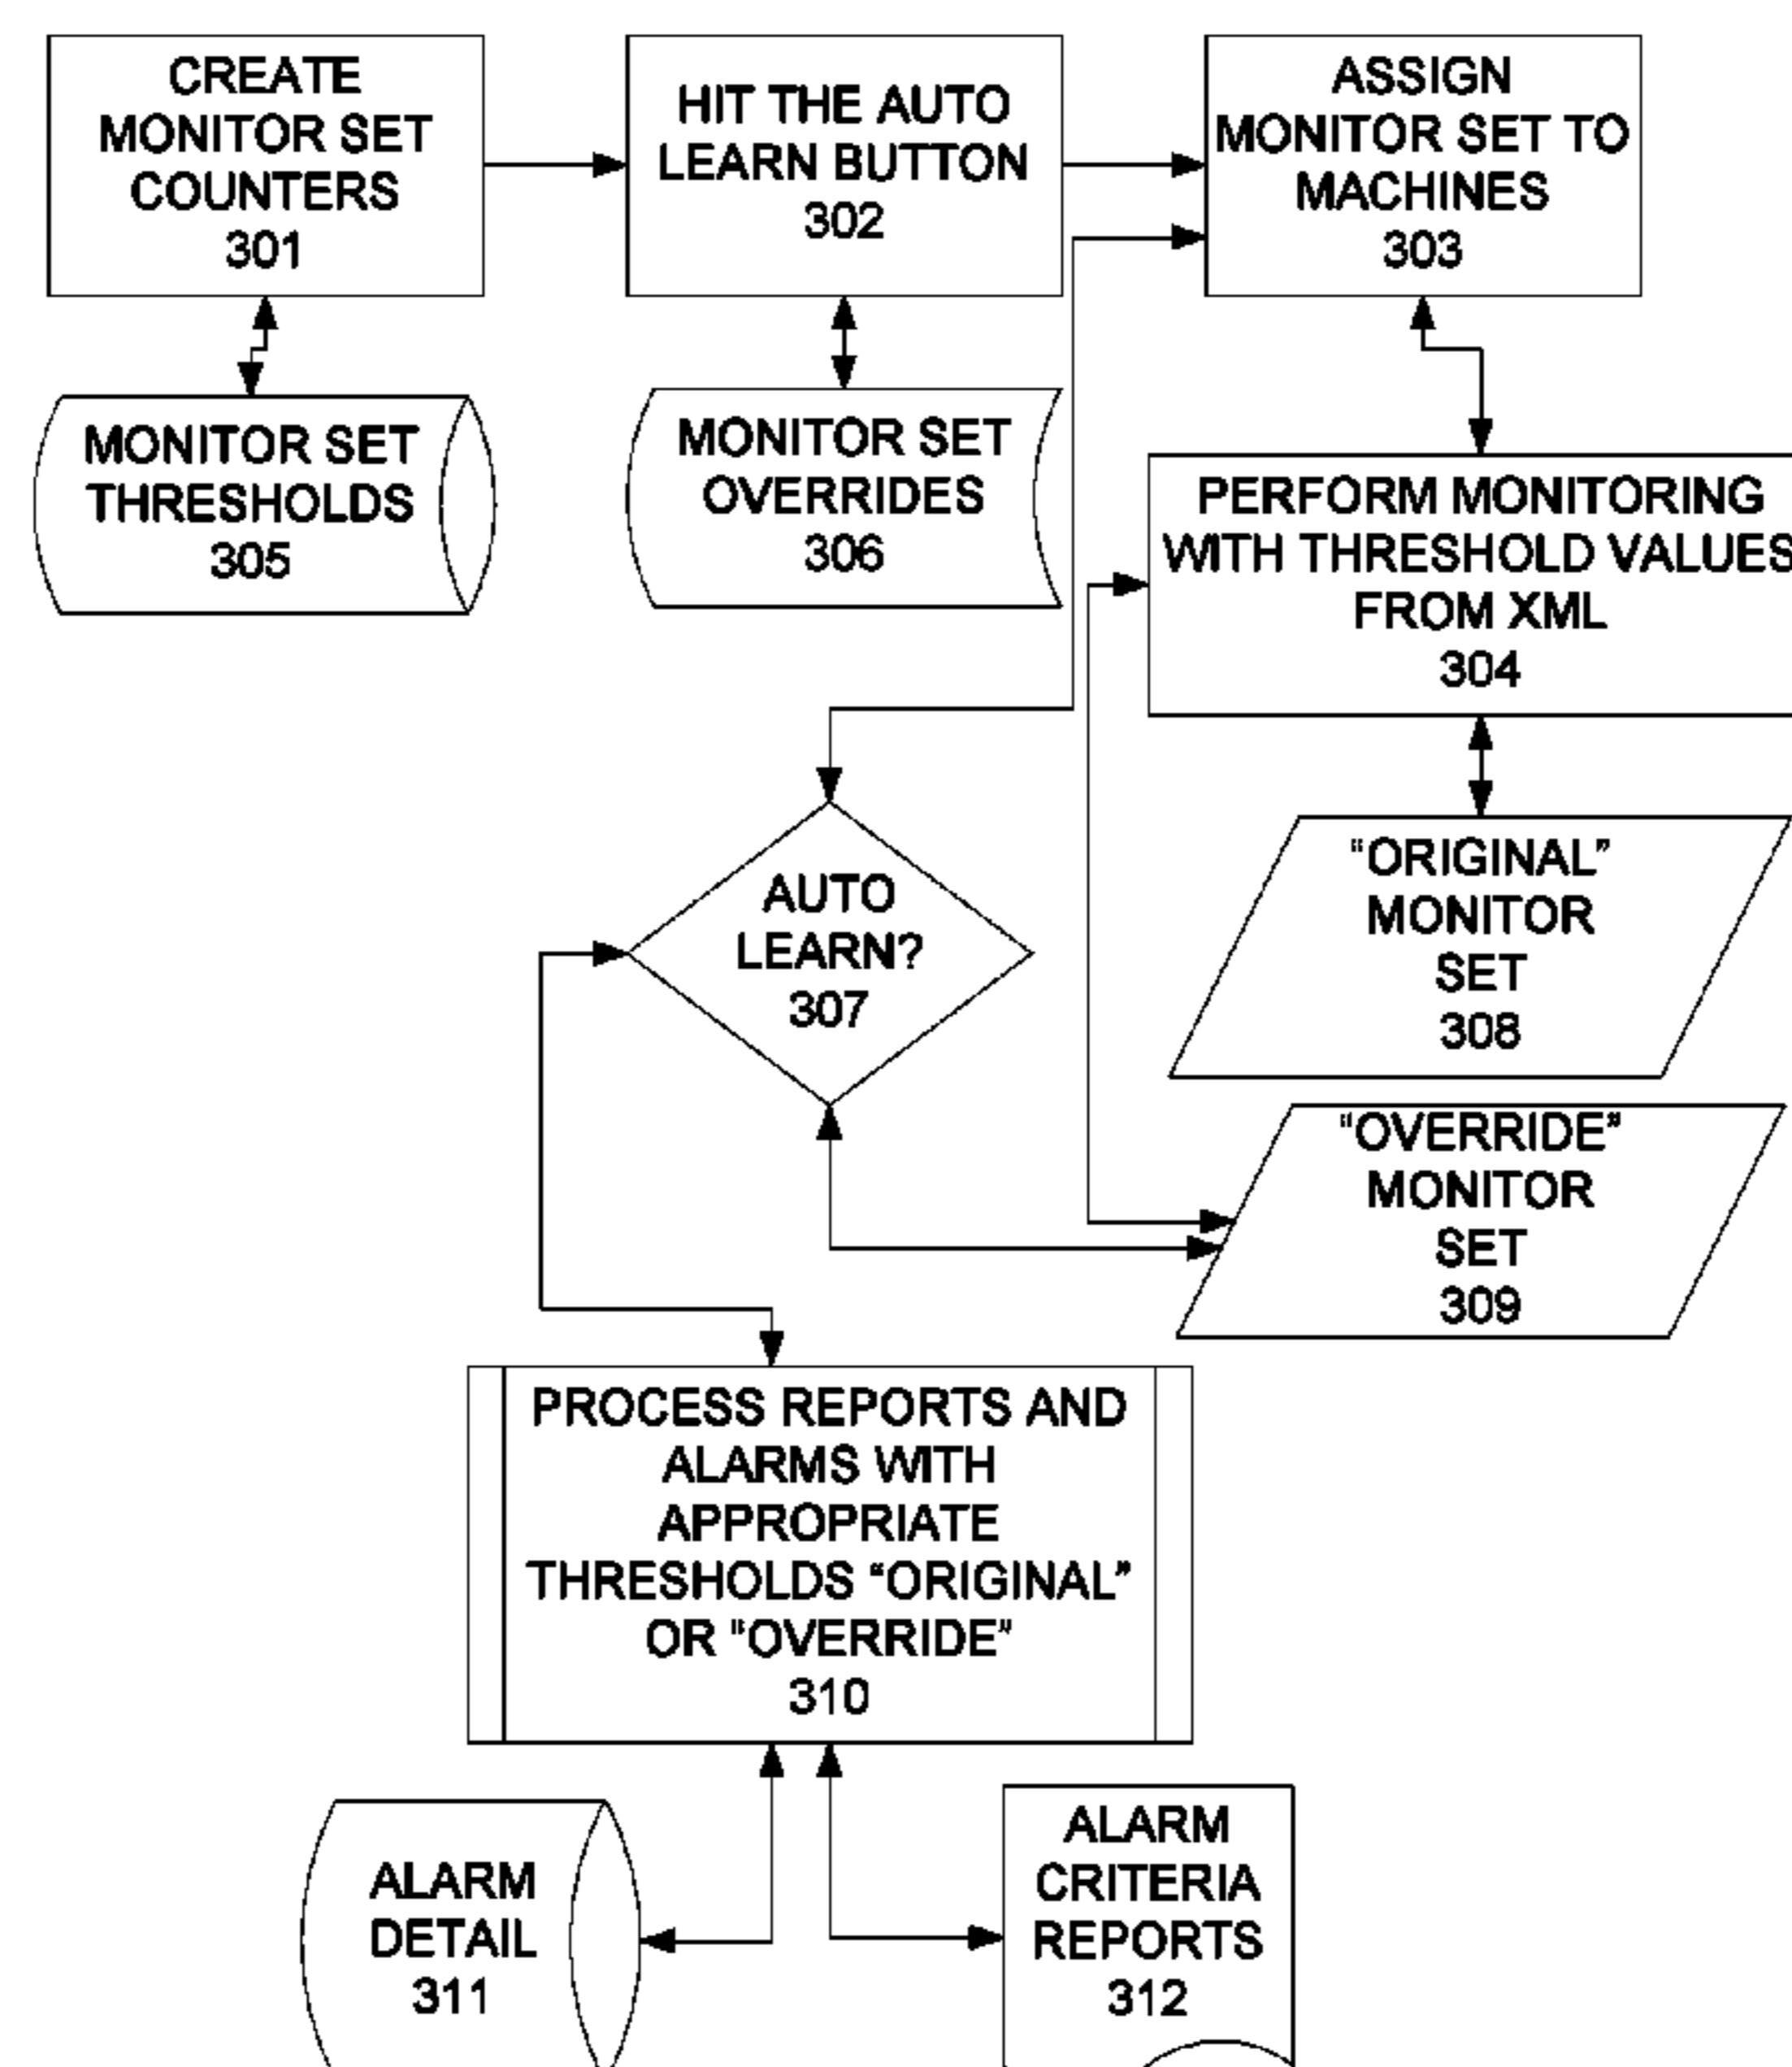 CREATE
MONITOR SET
COUNTERS
301
HIT THE AUTO
LEARN BUTTON
302
ASSIGN
MONITOR SET TO
MACHINES
303
MONITOR SET
THRESHOLDS
305
MONITOR SET
OVERRIDES
306
PERFORM MONITORING
WITH THRESHOLD VALUES
FROM XML
304
AUTO
LEARN?
307
“ORIGINAL”
MONITOR
SET
308
“OVERRIDE”
MONITOR
SET
309
PROCESS REPORTS AND
ALARMS WITH
APPROPRIATE
THRESHOLDS “ORIGINAL”
OR “OVERRIDE”
310
ALARM
DETAIL
311
ALARM
CRITERIA
REPORTS
312